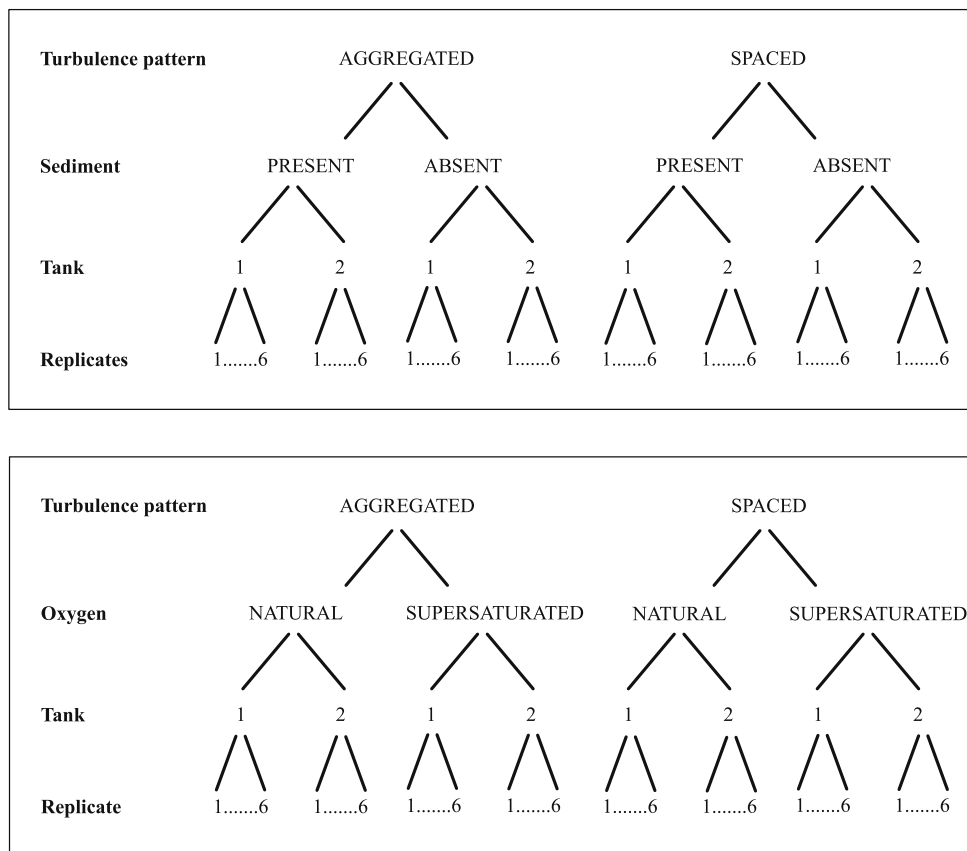 Turbulence pattern AGGREGATED SPACED
Sediment PRESENT ABSENT PRESENT ABSENT
Tank 1 2 1 2 1 2 1 2
Replicates 1.......6 1.......6 1.......6 1.......6 1.......6 1.......6 1.......6 1.......6
Turbulence pattern AGGREGATED SPACED
Oxygen NATURAL SUPERSATURATED NATURAL SUPERSATURATED
Tank 1 2 1 2 1 2 1 2
Replicate 1.......6 1.......6 1.......6 1.......6 1.......6 1.......6 1.......6 1.......6